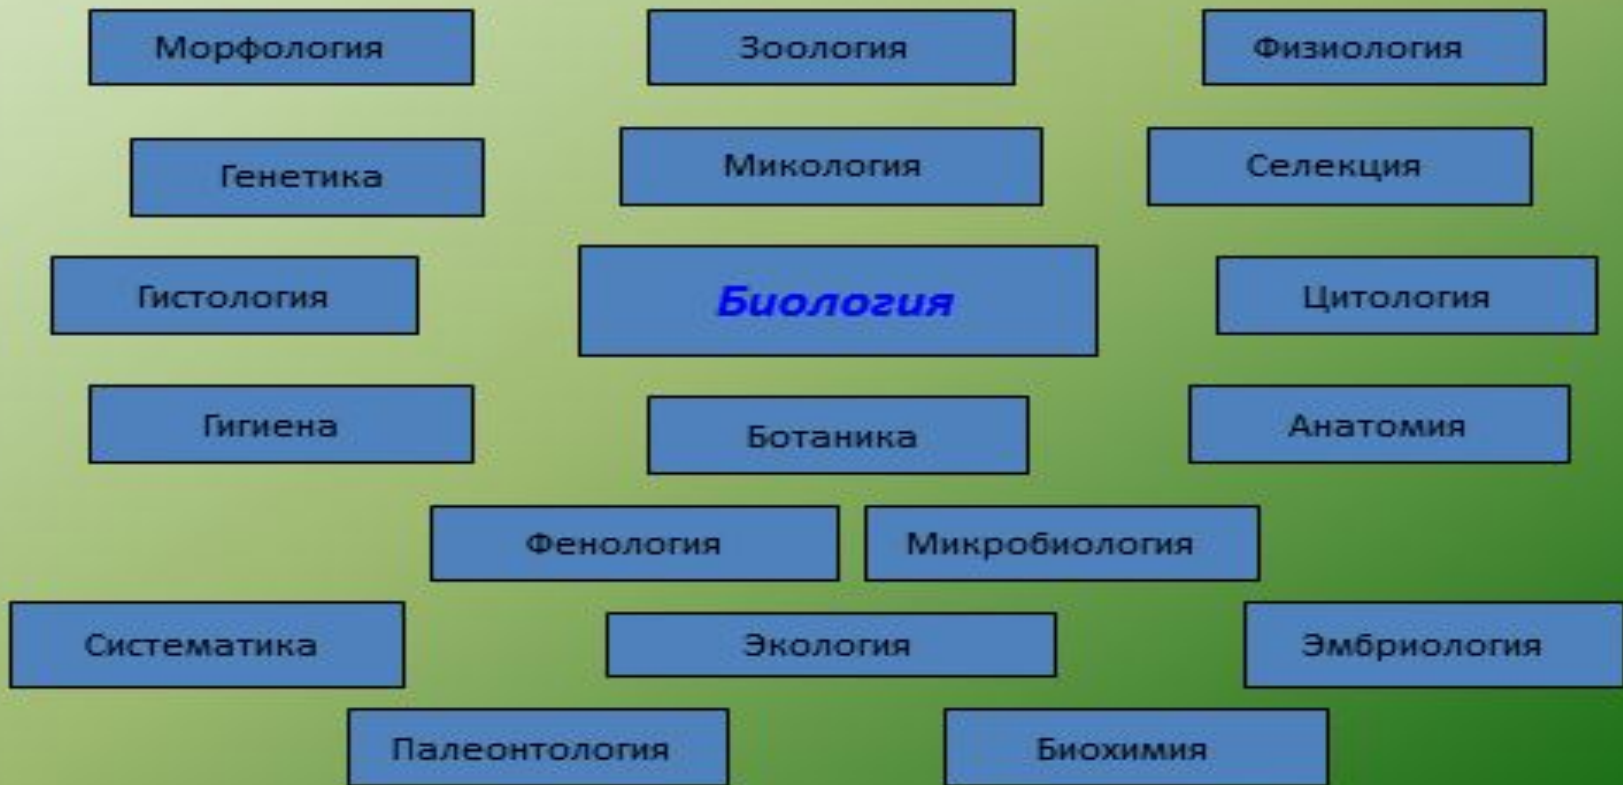 Морфология
Зоология
Физиология
Генетика
Микология
Селекция
Гистология
Биология
Цитология
Гигиена
Ботаника
Анатомия
Фенология
Микробиология
Систематика
Экология
Эмбриология
Палеонтология
Биохимия